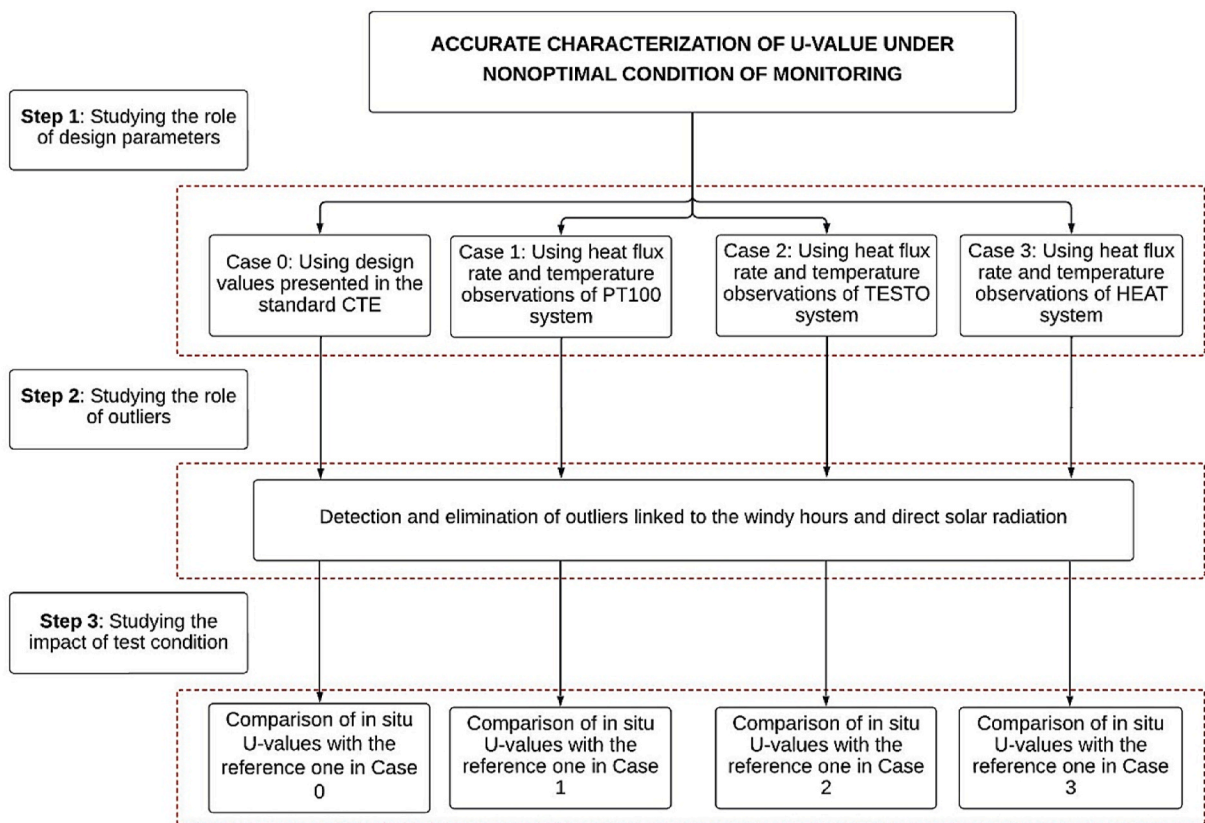 ACCURATE CHARACTERIZATION OF U-VALUE UNDER
NONOPTIMAL CONDITION OF MONITORING
Step 1: Studying the role
of design parameters
Case 0: Using design
values presented in the
standard CTE
Case 1: Using heat flux
rate and temperature
observations of PT100
system
Case 2: Using heat flux
rate and temperature
observations of TESTO
system
Case 3: Using heat flux
rate and temperature
observations of HEAT
system
Step 2: Studying the role
of outliers
Detection and elimination of outliers linked to the windy hours and direct solar radiation
Step 3: Studying the
impact of test condition
Comparison of in situ
U-values with the
reference one in Case
0
Comparison of in situ
U-values with the
reference one in Case
1
Comparison of in situ
U-values with the
reference one in Case
2
Comparison of in situ
U-values with the
reference one in Case
3